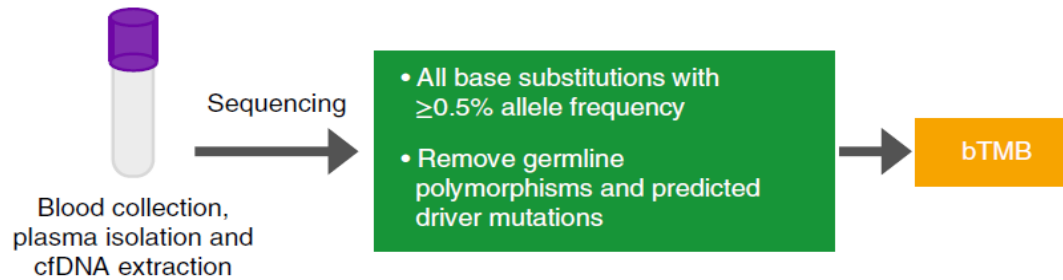 Sequencing
Blood collection,
plasma isolation and
cfDNA extraction
• All base substitutions with
≥0.5% allele frequency
• Remove germline
polymorphisms and predicted
driver mutations
bTMB